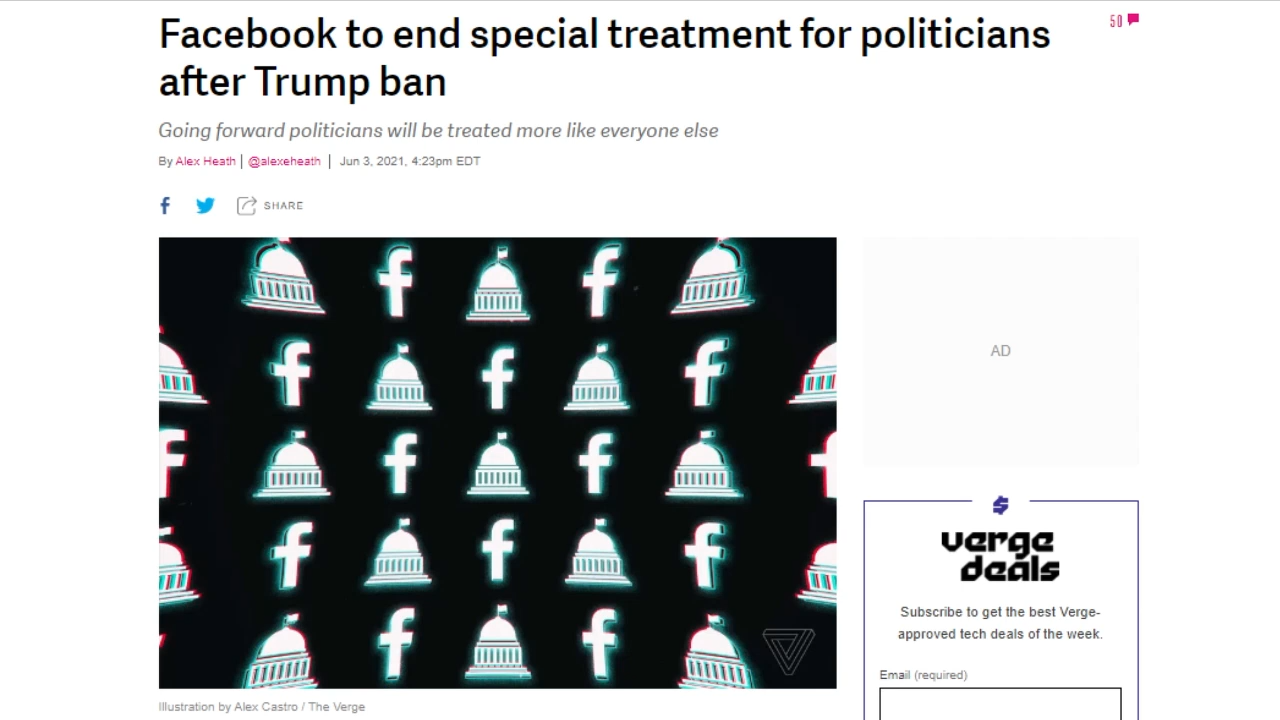 Facebook to end special treatment for politicians
after Trump ban
50
Going forward politicians will be treated more like everyone else
By Alex Heath | @alexeheath | Jun 3, 2021, 4:23pm EDT
SHARE
AD
verge
deals
Subscribe to get the best Verge-
approved tech deals of the week.
Email (required)
Illustration by Alex Castro / The Verge